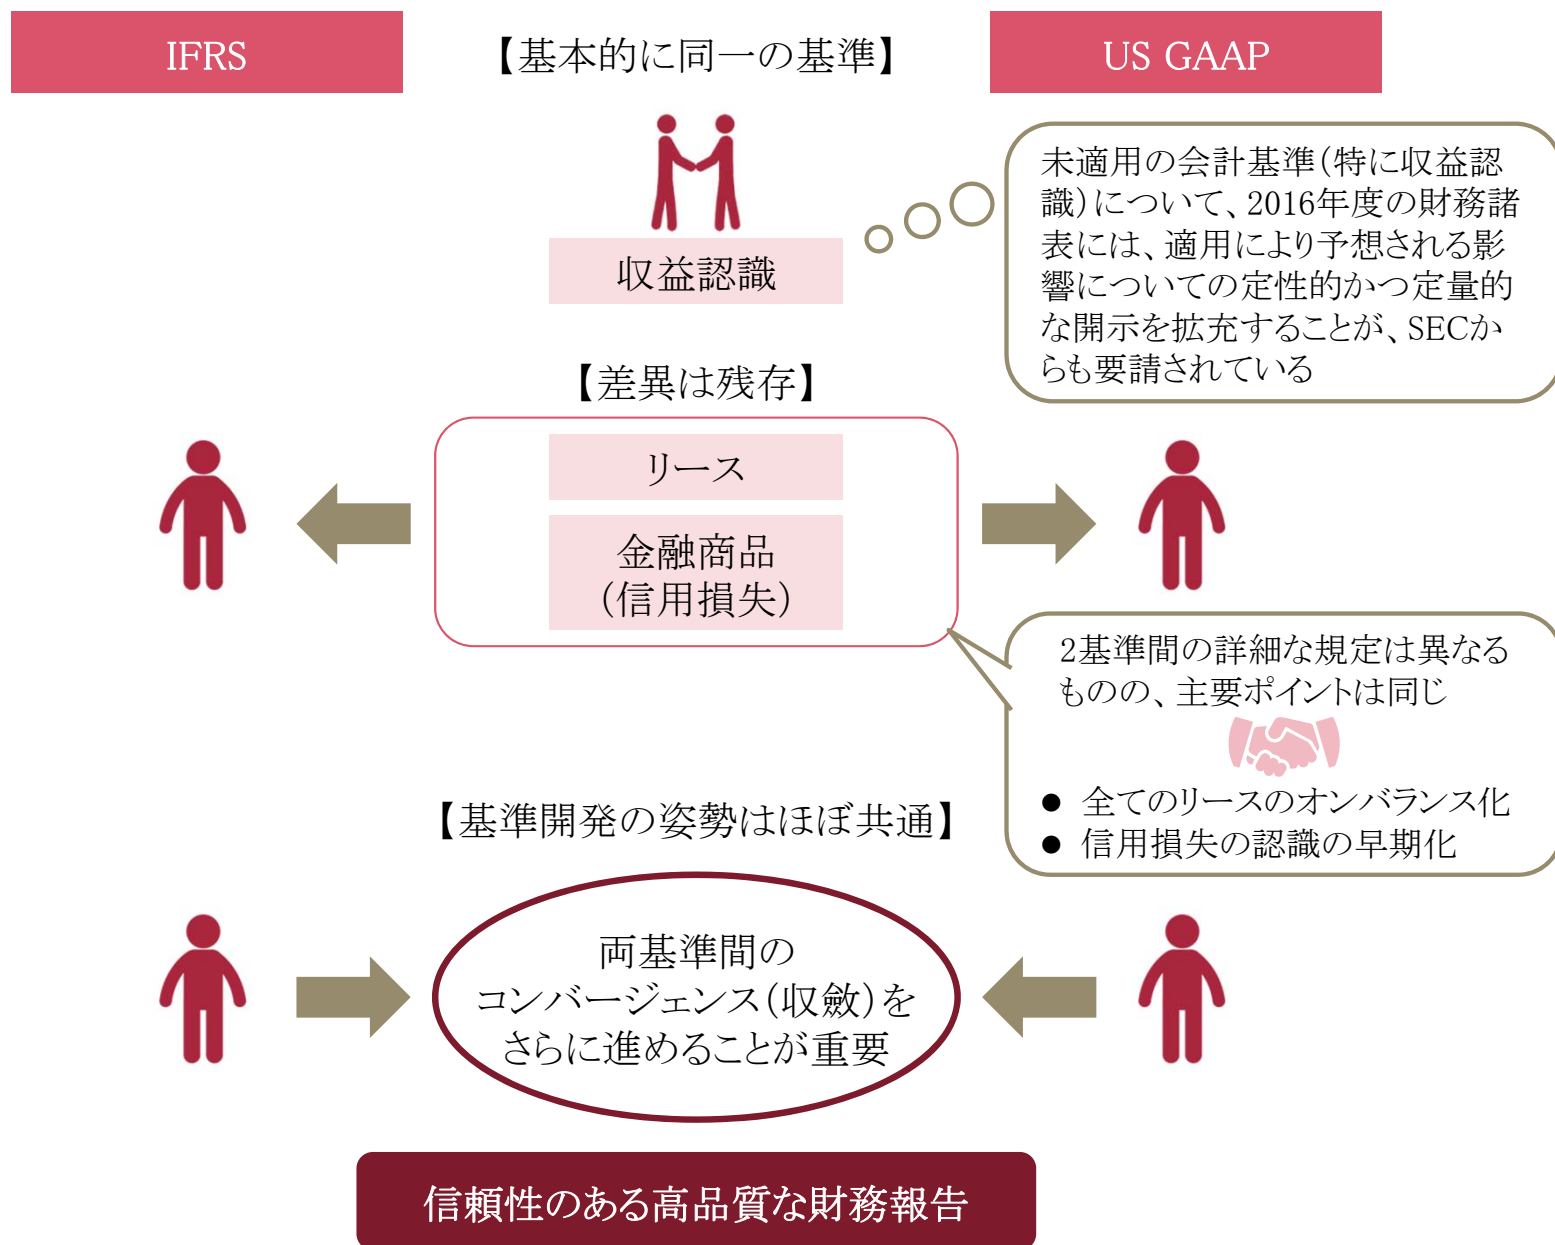 IFRS
【基本的に同一の基準】
US GAAP
収益認識
未適用の会計基準(特に収益認
識)について、2016年度の財務諸
表には、適用により予想される影
響についての定性的かつ定量的
な開示を拡充することが、SECか
らも要請されている
【差異は残存】
リース
金融商品
(信用損失)
2基準間の詳細な規定は異なる
ものの、主要ポイントは同じ
● 全てのリースのオンバランス化
● 信用損失の認識の早期化
【基準開発の姿勢はほぼ共通】
両基準間の
コンバージェンス(収斂)を
さらに進めることが重要
信頼性のある高品質な財務報告